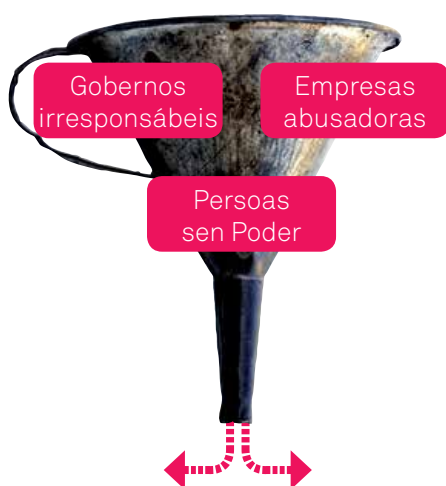 Gobernos
irresponsábeis
Empresas
abusadoras
Persoas
sen Poder